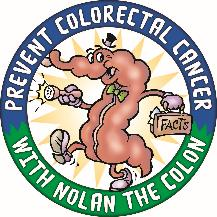 PREVENT COLORECTAL CANCER
FACTS
WITH NOLAN THE COLON